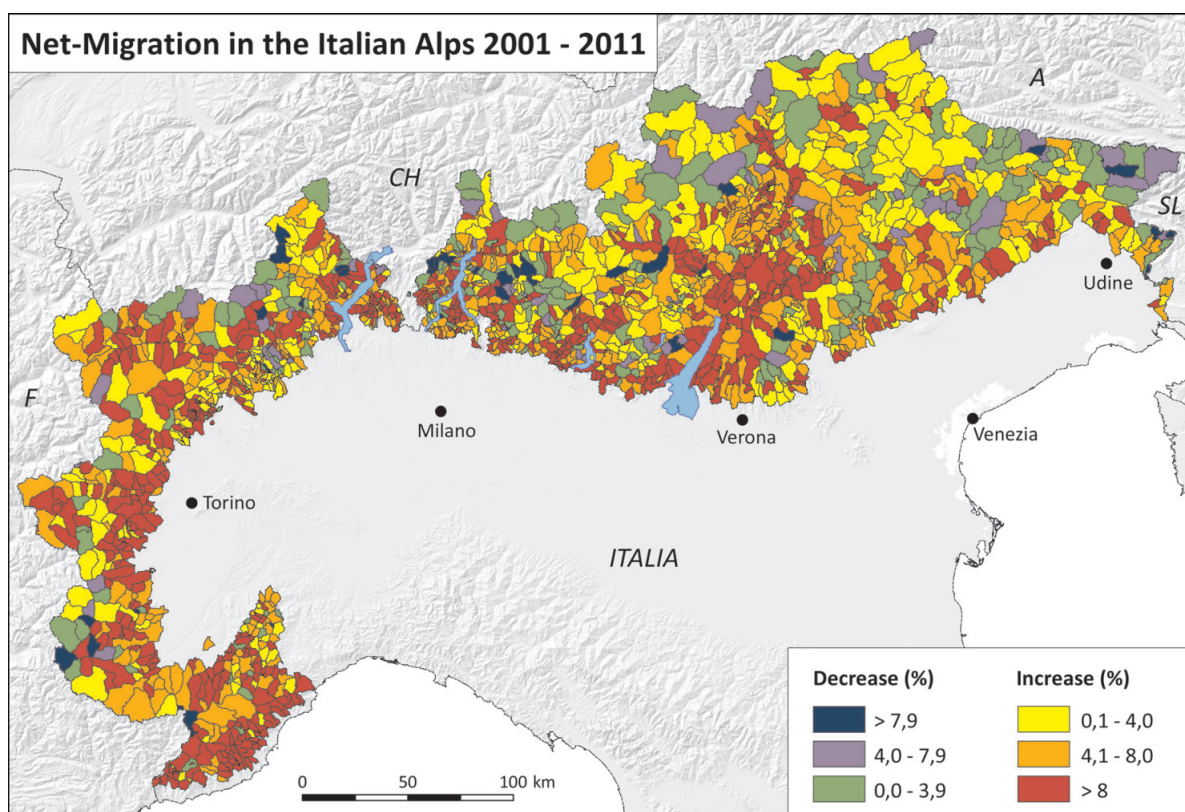 Net-Migration in the Italian Alps 2001 - 2011
A
CH
SL
Udine
F
Milano
Verona
Venezia
Torino
ITALIA
Decrease (%)
> 7,9
4,0 - 7,9
0,0 - 3,9
Increase (%)
0,1 - 4,0
4,1 - 8,0
> 8
0 50 100 km